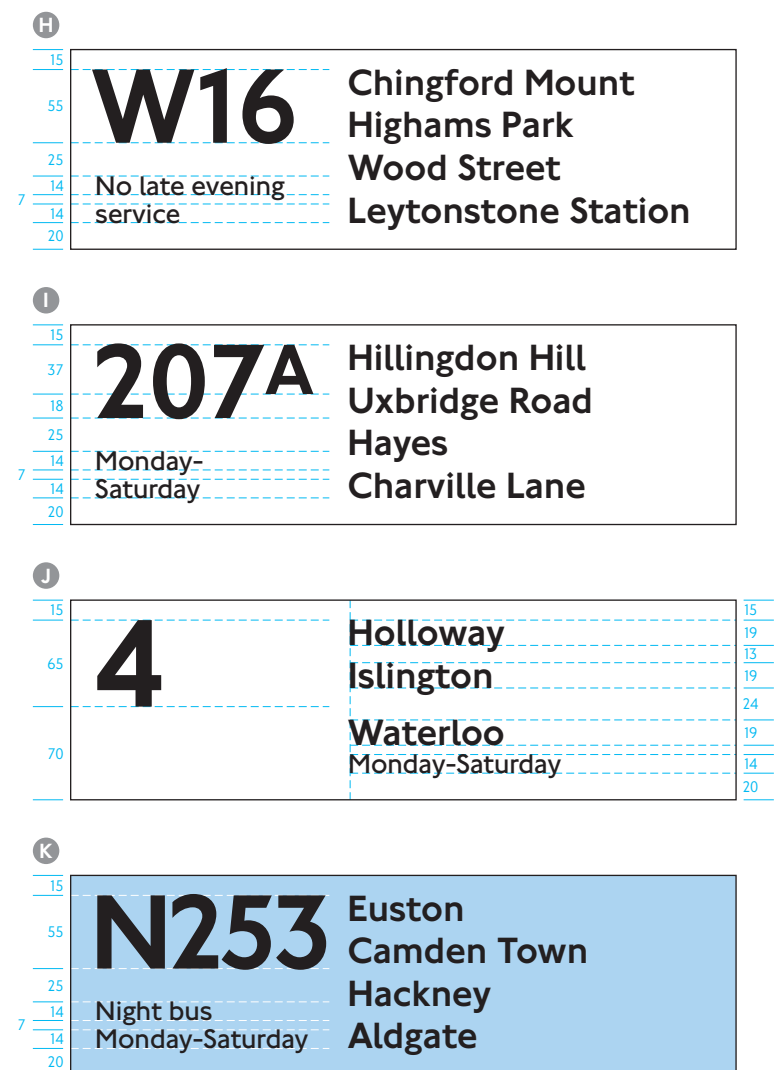 H
15
55
25
14
7
14
20
W16
No late evening
service
Chingford Mount
Highams Park
Wood Street
Leytonstone Station
I
15
37
18
25
14
7
14
20
207A
Monday-
Saturday
Hillingdon Hill
Uxbridge Road
Hayes
Charville Lane
J
15
65
70
4
Holloway
Islington
Waterloo
Monday-Saturday
15
19
13
19
24
19
14
20
K
15
55
25
14
7
14
20
N253
Night bus
Monday-Saturday
Euston
Camden Town
Hackney
Aldgate